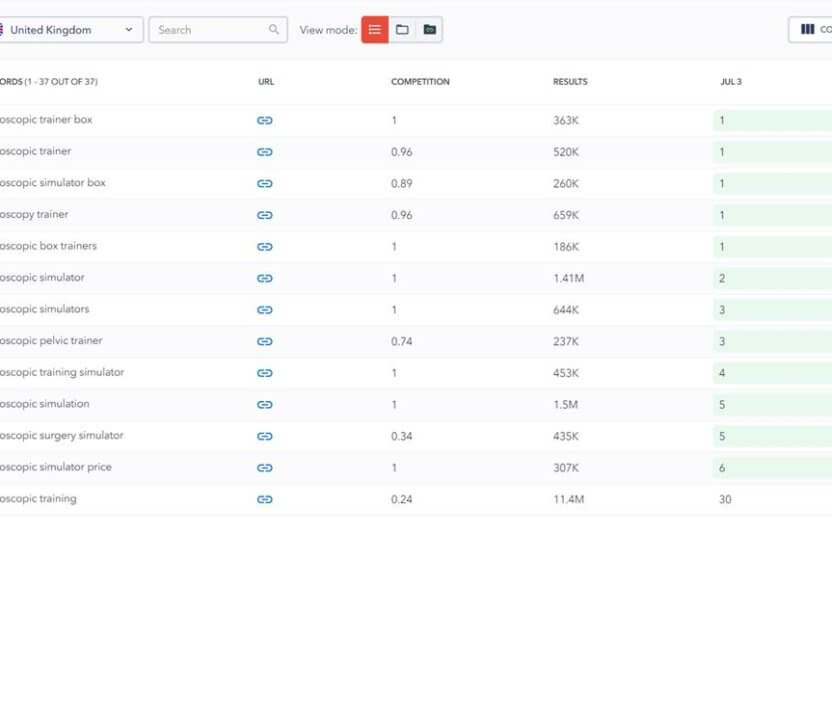 United Kingdom Search View mode: CO
ORDS (1 - 37 OUT OF 37) URL COMPETITION RESULTS JUL 3
oscopic trainer box 1 363K 1
oscopic trainer 0.96 520K 1
oscopic simulator box 0.89 260K 1
oscopy trainer 0.96 659K 1
oscopic box trainers 1 186K 1
oscopic simulator 1 1.41M 2
oscopic simulators 1 644K 3
oscopic pelvic trainer 0.74 237K 3
oscopic training simulator 1 453K 4
oscopic simulation 1 1.5M 5
oscopic surgery simulator 0.34 435K 5
oscopic simulator price 1 307K 6
oscopic training 0.24 11.4M 30